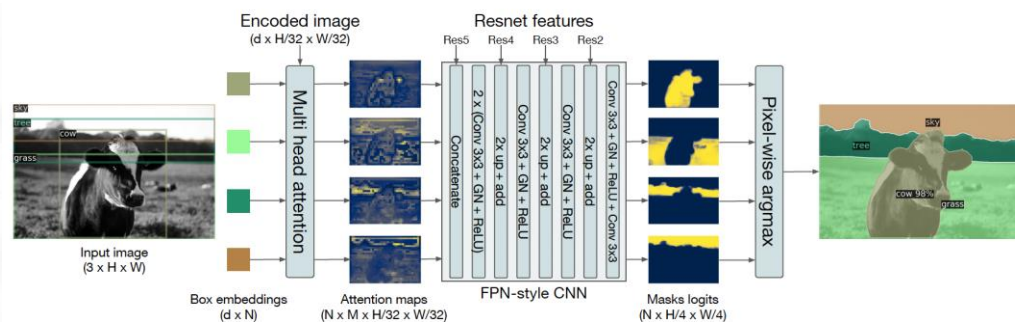 Encoded image
(d x H/32 x W/32)
Resnet features
Res5
Res4
Res3
Res2
sky
tree
cow
grass
Input image
(3 x H x W)
Box embeddings
(d x N)
Multi head attention
Attention maps
(N x M x H/32 x W/32)
Concatenate
2 x (Conv 3x3 + GN + ReLU)
2x up + add
Conv 3x3 + GN + ReLU
2x up + add
Conv 3x3 + GN + ReLU
2x up + add
Conv 3x3 + GN + ReLU + Conv 3x3
FPN-style CNN
Masks logits
(N x H/4 x W/4)
Pixel-wise argmax
sky
tree
cow 98%
grass